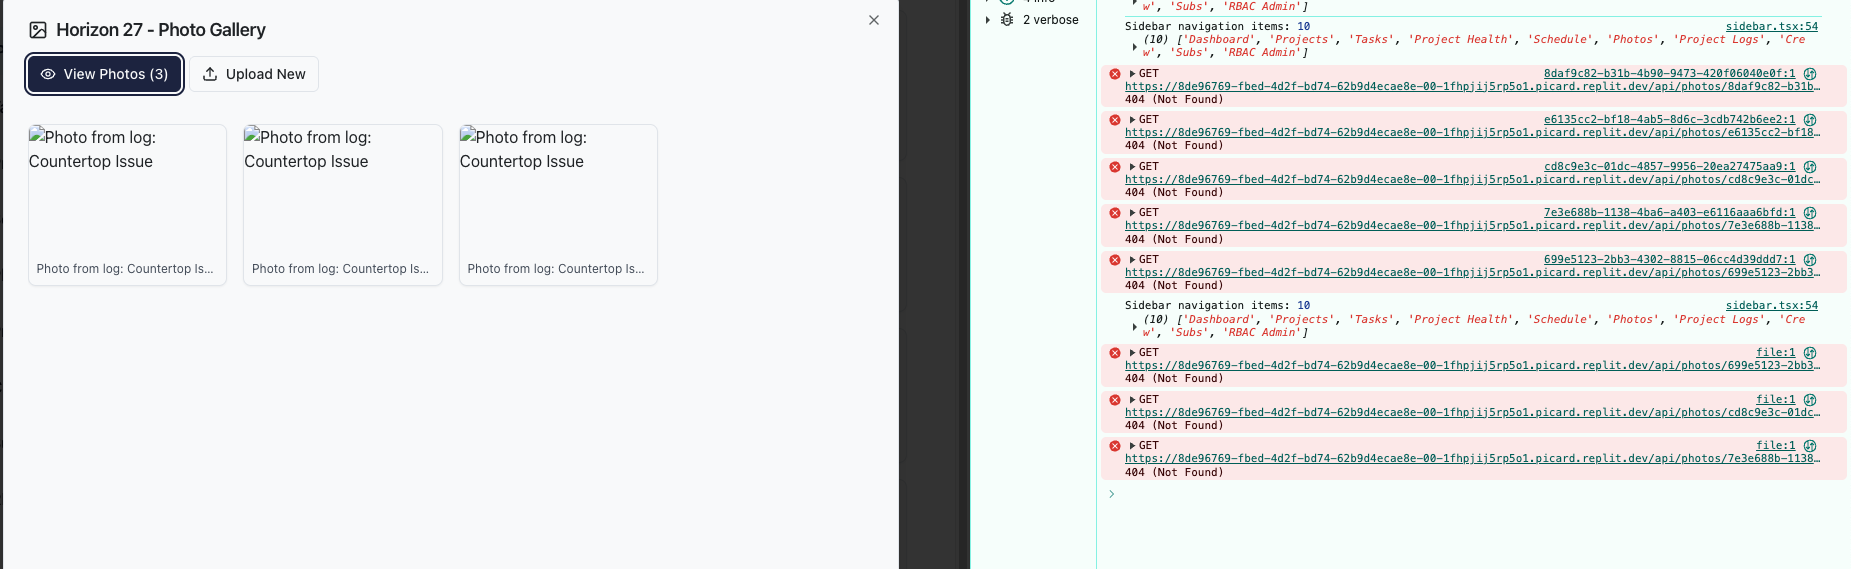 Horizon 27 - Photo Gallery
View Photos (3)
Upload New
Photo from log: Countertop Issue
Photo from log: Countertop Is...
Photo from log: Countertop Issue
Photo from log: Countertop Is...
Photo from log: Countertop Issue
Photo from log: Countertop Is...
2 verbose
w', 'Subs', 'RBAC Admin']
Sidebar navigation items: 10 sidebar.tsx:54
(10) ['Dashboard', 'Projects', 'Tasks', 'Project Health', 'Schedule', 'Photos', 'Project Logs', 'Cre
w', 'Subs', 'RBAC Admin']
GET 8daf9c82-b31b-4b90-9473-420f06040e0f:1
https://8de96769-fbed-4d2f-bd74-62b9d4ecae8e-00-1fhpjij5rp5o1.picard.replit.dev/api/photos/8daf9c82-b31b…
404 (Not Found)
GET e6135cc2-bf18-4ab5-8d6c-3cdb742b6ee2:1
https://8de96769-fbed-4d2f-bd74-62b9d4ecae8e-00-1fhpjij5rp5o1.picard.replit.dev/api/photos/e6135cc2-bf18…
404 (Not Found)
GET cd8c9e3c-01dc-4857-9956-20ea27475aa9:1
https://8de96769-fbed-4d2f-bd74-62b9d4ecae8e-00-1fhpjij5rp5o1.picard.replit.dev/api/photos/cd8c9e3c-01dc…
404 (Not Found)
GET 7e3e688b-1138-4ba6-a403-e6116aaa6bfd:1
https://8de96769-fbed-4d2f-bd74-62b9d4ecae8e-00-1fhpjij5rp5o1.picard.replit.dev/api/photos/7e3e688b-1138…
404 (Not Found)
GET 699e5123-2bb3-4302-8815-06cc4d39ddd7:1
https://8de96769-fbed-4d2f-bd74-62b9d4ecae8e-00-1fhpjij5rp5o1.picard.replit.dev/api/photos/699e5123-2bb3…
404 (Not Found)
Sidebar navigation items: 10 sidebar.tsx:54
(10) ['Dashboard', 'Projects', 'Tasks', 'Project Health', 'Schedule', 'Photos', 'Project Logs', 'Cre
w', 'Subs', 'RBAC Admin']
GET file:1
https://8de96769-fbed-4d2f-bd74-62b9d4ecae8e-00-1fhpjij5rp5o1.picard.replit.dev/api/photos/699e5123-2bb3…
404 (Not Found)
GET file:1
https://8de96769-fbed-4d2f-bd74-62b9d4ecae8e-00-1fhpjij5rp5o1.picard.replit.dev/api/photos/cd8c9e3c-01dc…
404 (Not Found)
GET file:1
https://8de96769-fbed-4d2f-bd74-62b9d4ecae8e-00-1fhpjij5rp5o1.picard.replit.dev/api/photos/7e3e688b-1138…
404 (Not Found)